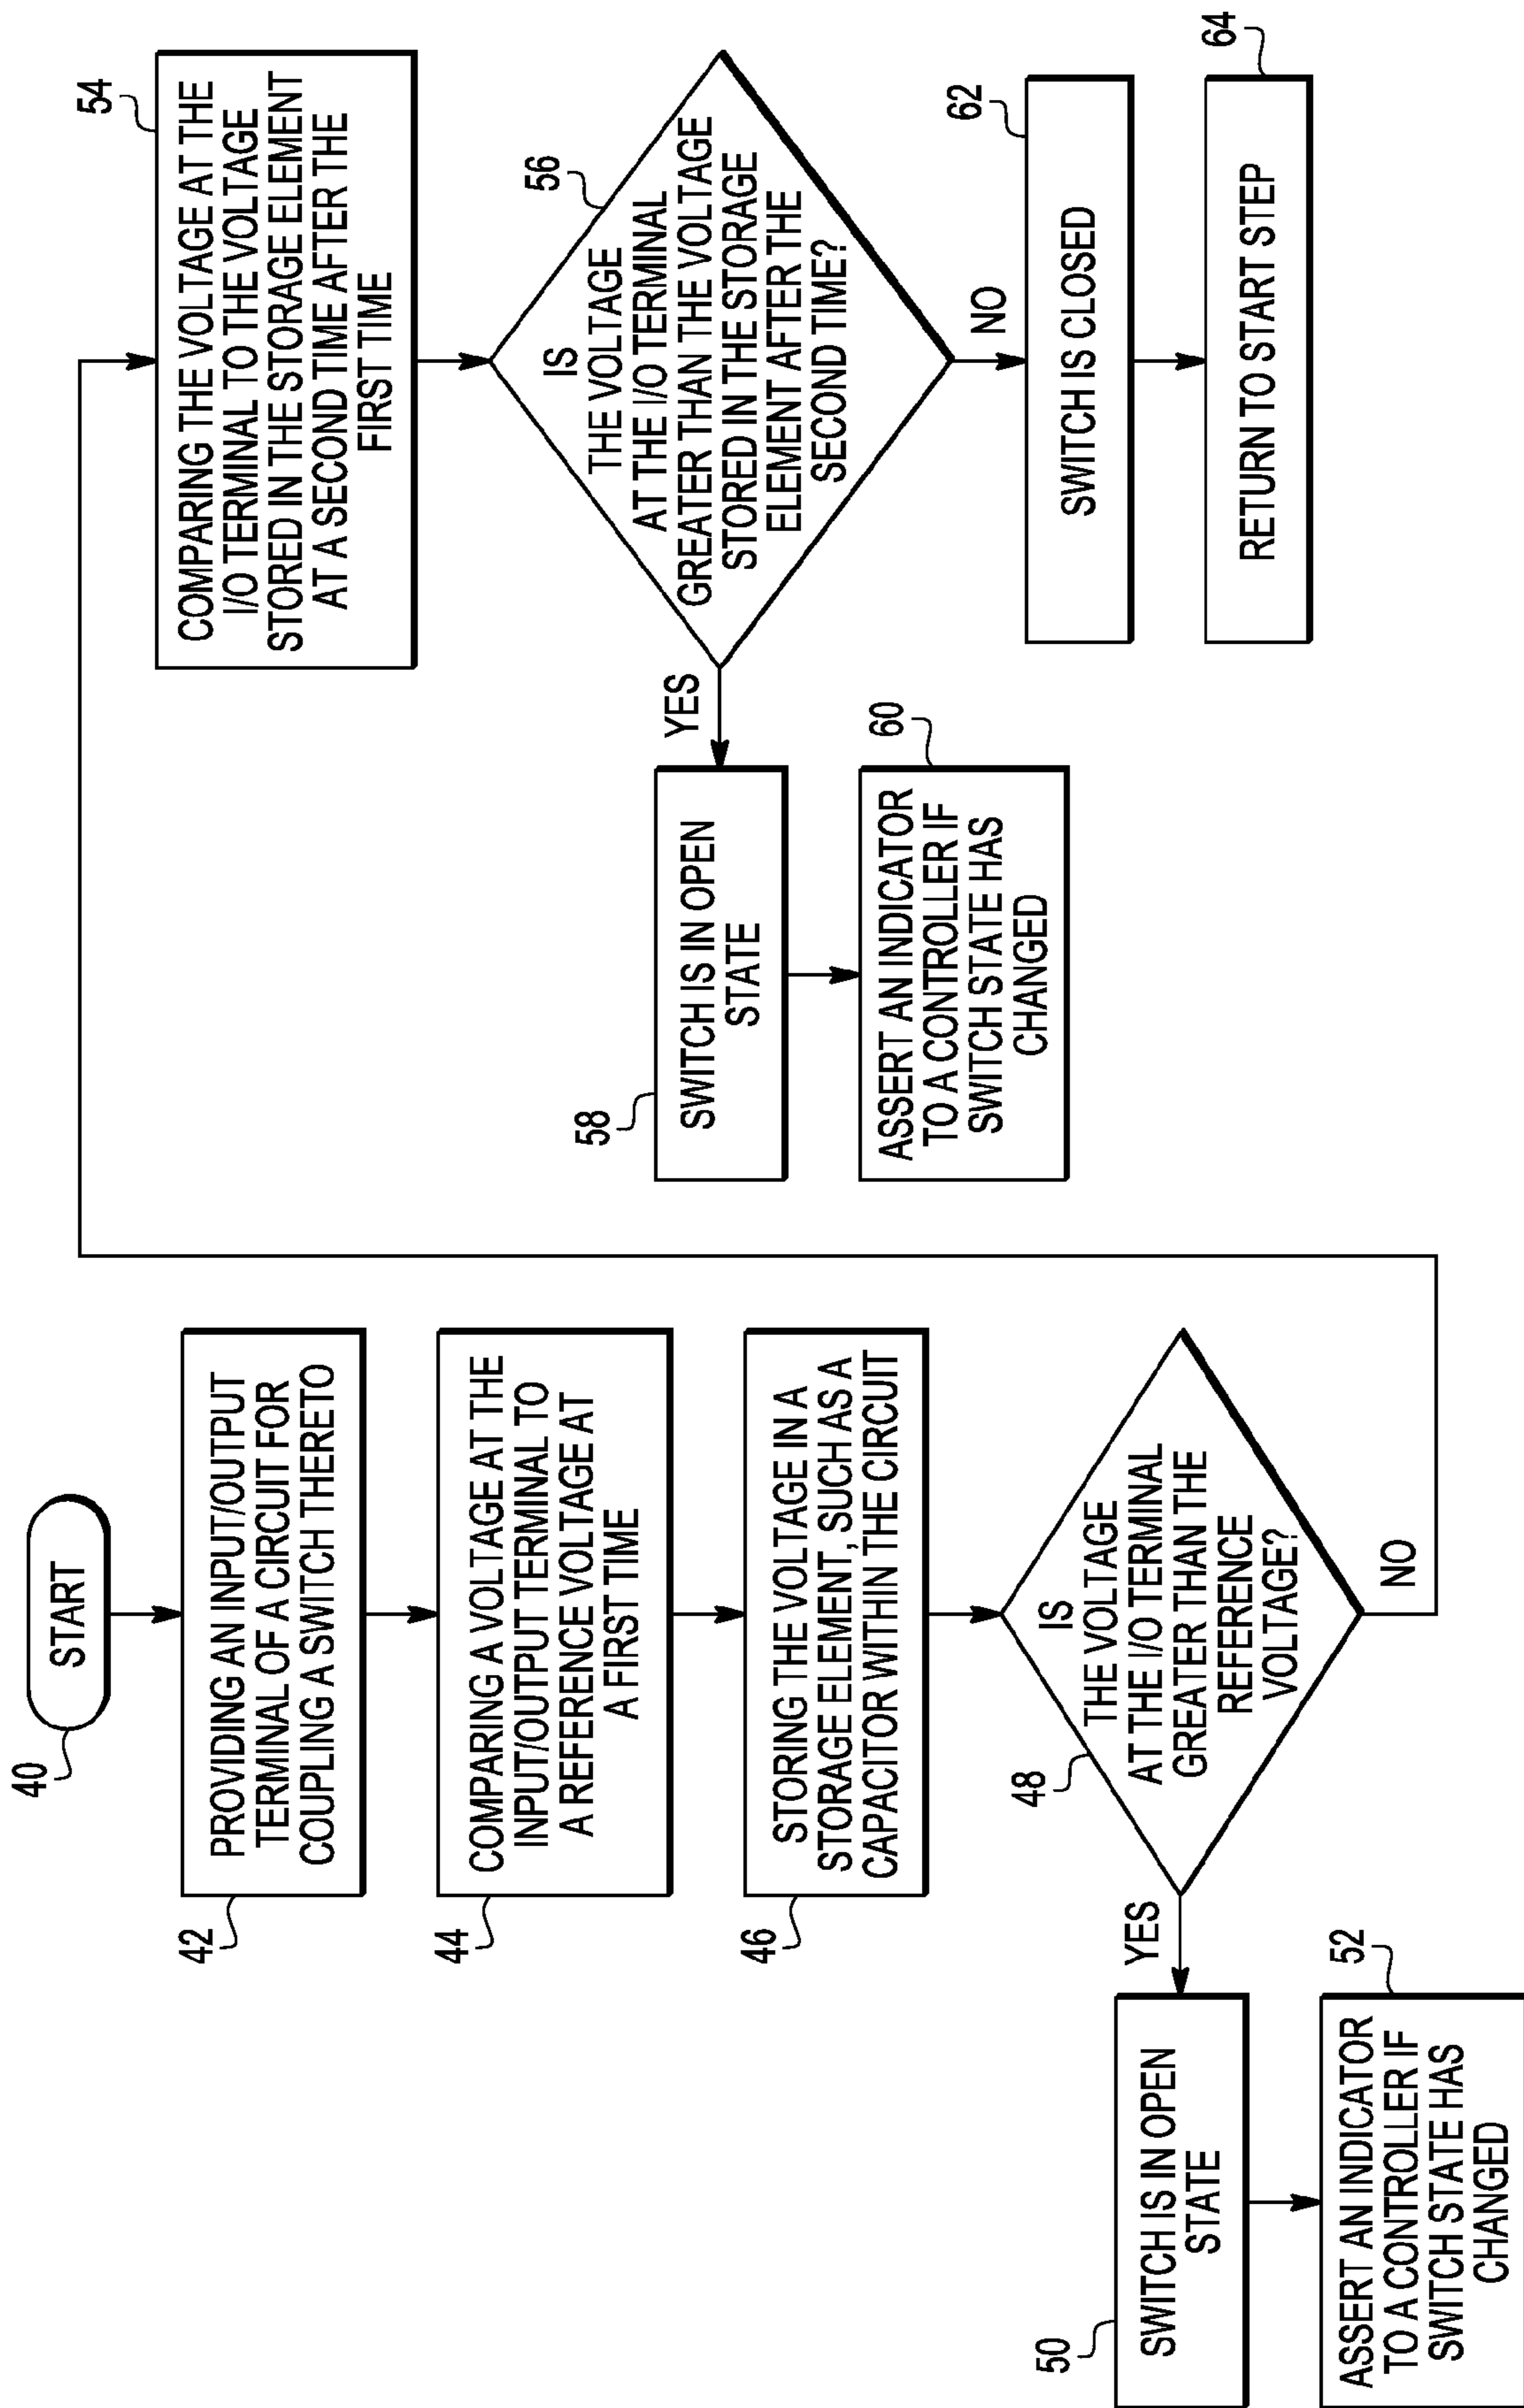 40
START
42
PROVIDING AN INPUT/OUTPUT
TERMINAL OF A CIRCUIT FOR
COUPLING A SWITCH THERETO
44
COMPARING A VOLTAGE AT THE
INPUT/OUTPUT TERMINAL TO
A REFERENCE VOLTAGE AT
A FIRST TIME
46
STORING THE VOLTAGE IN A
STORAGE ELEMENT, SUCH AS A
CAPACITOR WITHIN THE CIRCUIT
48
IS
THE VOLTAGE
AT THE I/O TERMINAL
GREATER THAN THE
REFERENCE
VOLTAGE?
YES
NO
50
SWITCH IS IN OPEN
STATE
52
ASSERT AN INDICATOR
TO A CONTROLLER IF
SWITCH STATE HAS
CHANGED
54
COMPARING THE VOLTAGE AT THE
I/O TERMINAL TO THE VOLTAGE
STORED IN THE STORAGE ELEMENT
AT A SECOND TIME AFTER THE
FIRST TIME
56
IS
THE VOLTAGE
AT THE I/O TERMINAL
GREATER THAN THE VOLTAGE
STORED IN THE STORAGE
ELEMENT AFTER THE
SECOND TIME?
YES
NO
58
SWITCH IS IN OPEN
STATE
60
ASSERT AN INDICATOR
TO A CONTROLLER IF
SWITCH STATE HAS
CHANGED
62
SWITCH IS CLOSED
64
RETURN TO START STEP